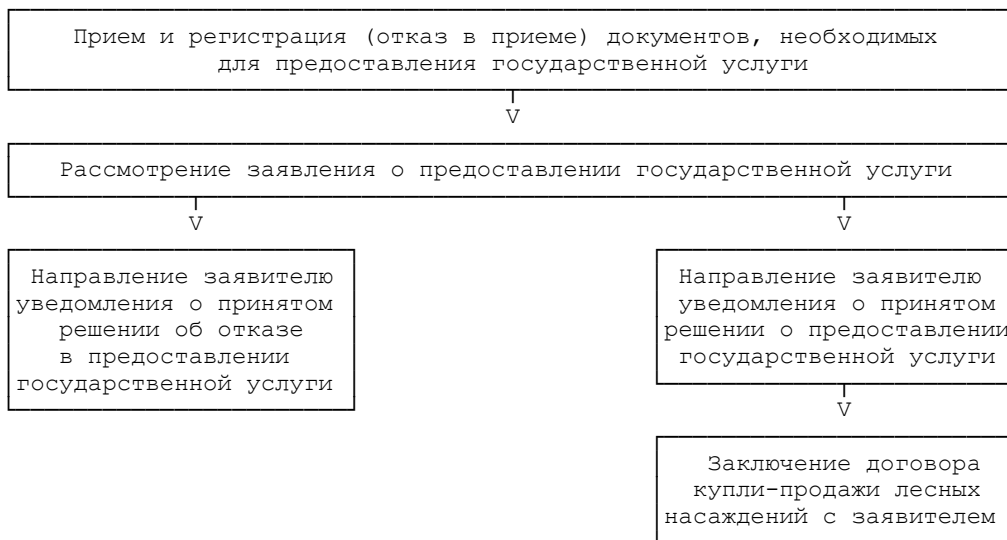 Прием и регистрация (отказ в приеме) документов, необходимых
для предоставления государственной услуги
V
Рассмотрение заявления о предоставлении государственной услуги
V
V
Направление заявителю
уведомления о принятом
решении об отказе
в предоставлении
государственной услуги
Направление заявителю
уведомления о принятом
решении о предоставлении
государственной услуги
V
Заключение договора
купли-продажи лесных
насаждений с заявителем